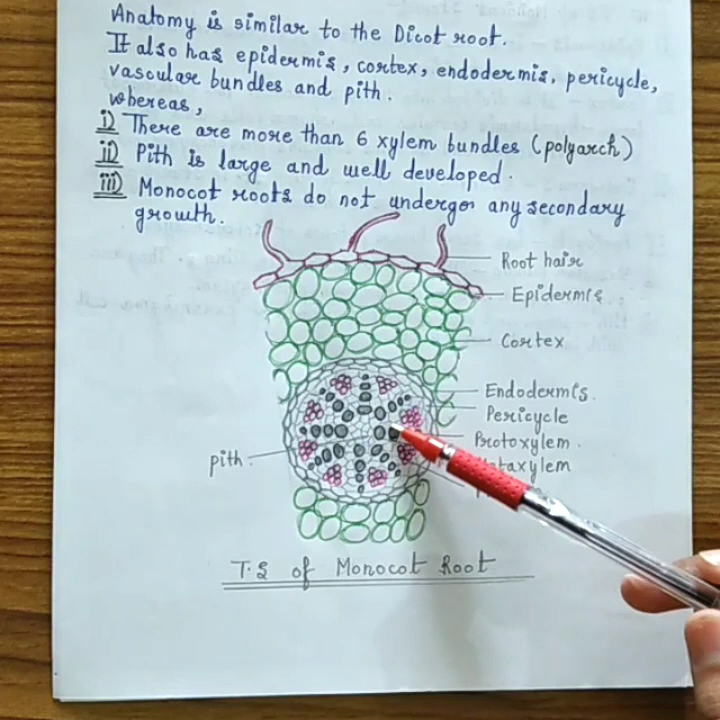 Anatomy is similar to the Dicot root.
It also has epidermis, cortex, endodermis, pericycle,
vascular bundles and pith.
whereas,
i) There are more than 6 xylem bundles (polyarch)
ii) Pith is large and well developed.
iii) Monocot roots do not undergo any secondary
growth.
Root hair
Epidermis
Cortex
Endodermis.
Pericycle
Protoxylem.
Metaxylem
pith
T.S of Monocot Root